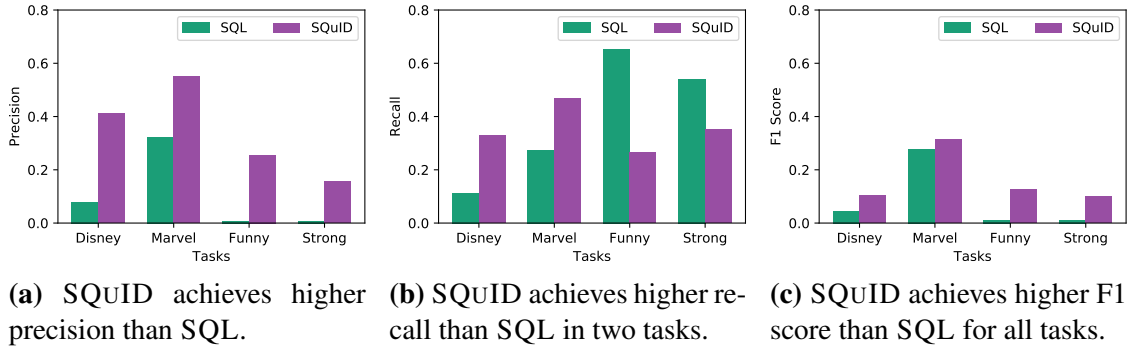 0.8
0.6
0.4
0.2
0.0
Precision
SQL SQuID
Disney Marvel Funny Strong
Tasks
0.8
0.6
0.4
0.2
0.0
Recall
SQL SQuID
Disney Marvel Funny Strong
Tasks
0.8
0.6
0.4
0.2
0.0
F1 Score
SQL SQuID
Disney Marvel Funny Strong
Tasks
(a) SQUID achieves higher
precision than SQL.
(b) SQUID achieves higher re-
call than SQL in two tasks.
(c) SQUID achieves higher F1
score than SQL for all tasks.